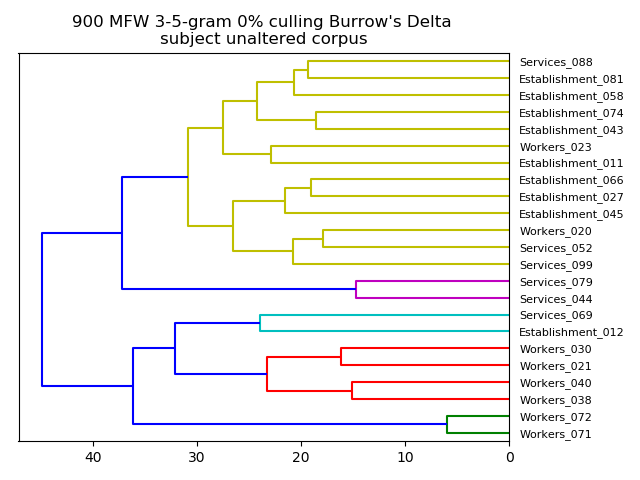 900 MFW 3-5-gram 0% culling Burrow's Delta
subject unaltered corpus
Services_088
Establishment_081
Establishment_058
Establishment_074
Establishment_043
Workers_023
Establishment_011
Establishment_066
Establishment_027
Establishment_045
Workers_020
Services_052
Services_099
Services_079
Services_044
Services_069
Establishment_012
Workers_030
Workers_021
Workers_040
Workers_038
Workers_072
Workers_071
40 30 20 10 0